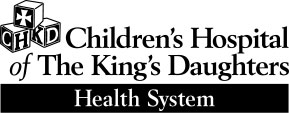 CHKD
Children's Hospital
of The King's Daughters
Health System